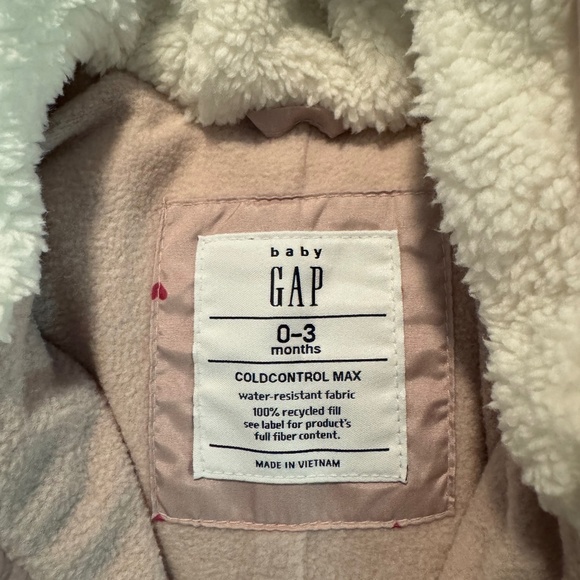 baby
GAP
0-3
months
COLDCONTROL MAX
water-resistant fabric
100% recycled fill
see label for product's
full fiber content.
MADE IN VIETNAM